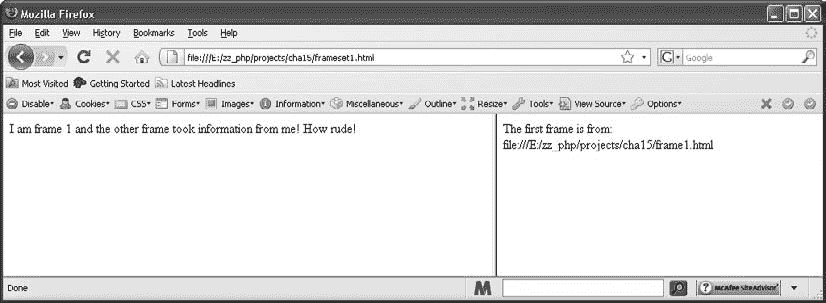 Mozilla Firefox
File Edit View History Bookmarks Tools Help
file:///E:/zz_php/projects/cha15/frameset1.html
Google
Most Visited Getting Started Latest Headlines
Disable Cookies CSS Forms Images Information Miscellaneous Outline Resize Tools View Source Options
I am frame 1 and the other frame took information from me! How rude!
The first frame is from:
file:///E:/zz_php/projects/cha15/frame1.html
Done
McAfee SiteAdvisor